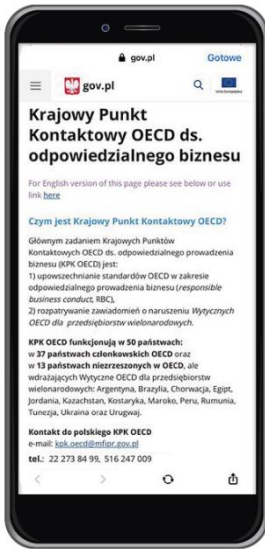 gov.pl
Gotowe
gov.pl
Unia Europejska
Krajowy Punkt
Kontaktowy OECD ds.
odpowiedzialnego biznesu
For English version of this page please see below or use
link here
Czym jest Krajowy Punkt Kontaktowy OECD?
Głównym zadaniem Krajowych Punktów
Kontaktowych OECD ds. odpowiedzialnego prowadzenia
biznesu (KPK OECD) jest:
1) upowszechnianie standardów OECD w zakresie
odpowiedzialnego prowadzenia biznesu (responsible
business conduct, RBC),
2) rozpatrywanie zawiadomień o naruszeniu Wytycznych
OECD dla przedsiębiorstw wielonarodowych.
KPK OECD funkcjonują w 50 państwach:
w 37 państwach członkowskich OECD oraz
w 13 państwach niezrzeszonych w OECD, ale
wdrażających Wytyczne OECD dla przedsiębiorstw
wielonarodowych: Argentyna, Brazylia, Chorwacja, Egipt,
Jordania, Kazachstan, Kostaryka, Maroko, Peru, Rumunia,
Tunezja, Ukraina oraz Urugwaj.
Kontakt do polskiego KPK OECD
e-mail: kpk.oecd@mfipr.gov.pl
tel.: 22 273 84 99, 516 247 009